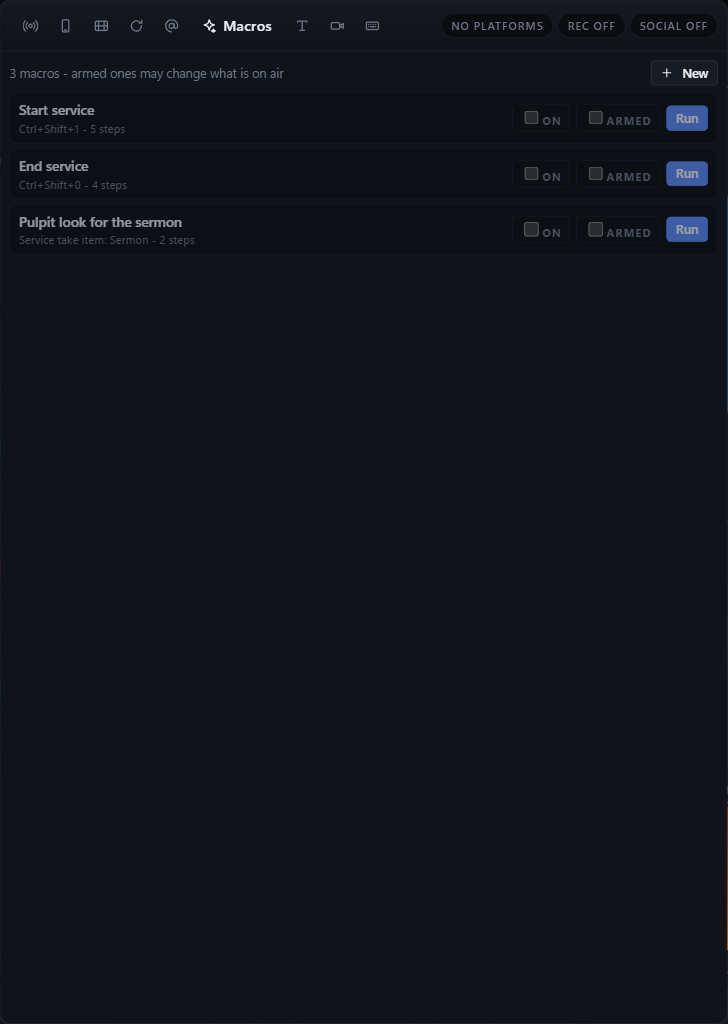 Macros
NO PLATFORMS
REC OFF
SOCIAL OFF
3 macros - armed ones may change what is on air
+ New
Start service
Ctrl+Shift+1 - 5 steps
ON
ARMED
Run
End service
Ctrl+Shift+0 - 4 steps
ON
ARMED
Run
Pulpit look for the sermon
Service take item: Sermon - 2 steps
ON
ARMED
Run